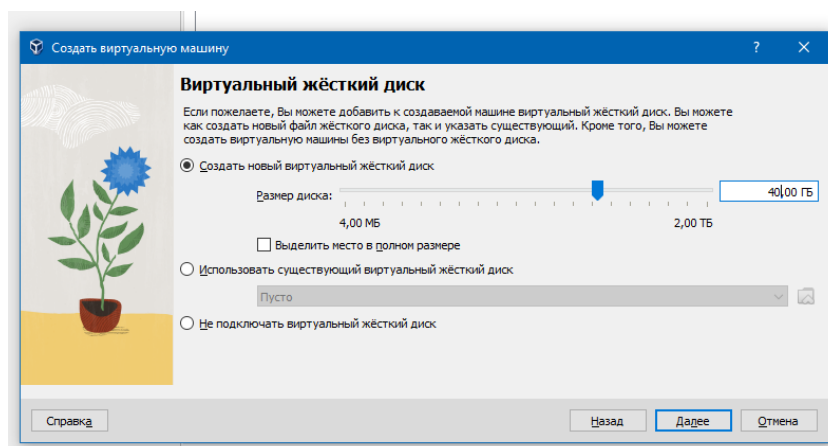 Создать виртуальную машину
Виртуальный жёсткий диск
Если пожелаете, Вы можете добавить к создаваемой машине виртуальный жёсткий диск. Вы можете
как создать новый файл жёсткого диска, так и указать существующий. Кроме того, Вы можете
создать виртуальную машины без виртуального жёсткого диска.
Создать новый виртуальный жёсткий диск
Размер диска:
40,00 ГБ
4,00 МБ
2,00 ТБ
Выделить место в полном размере
Использовать существующий виртуальный жёсткий диск
Пусто
Не подключать виртуальный жёсткий диск
Справка
Назад
Далее
Отмена